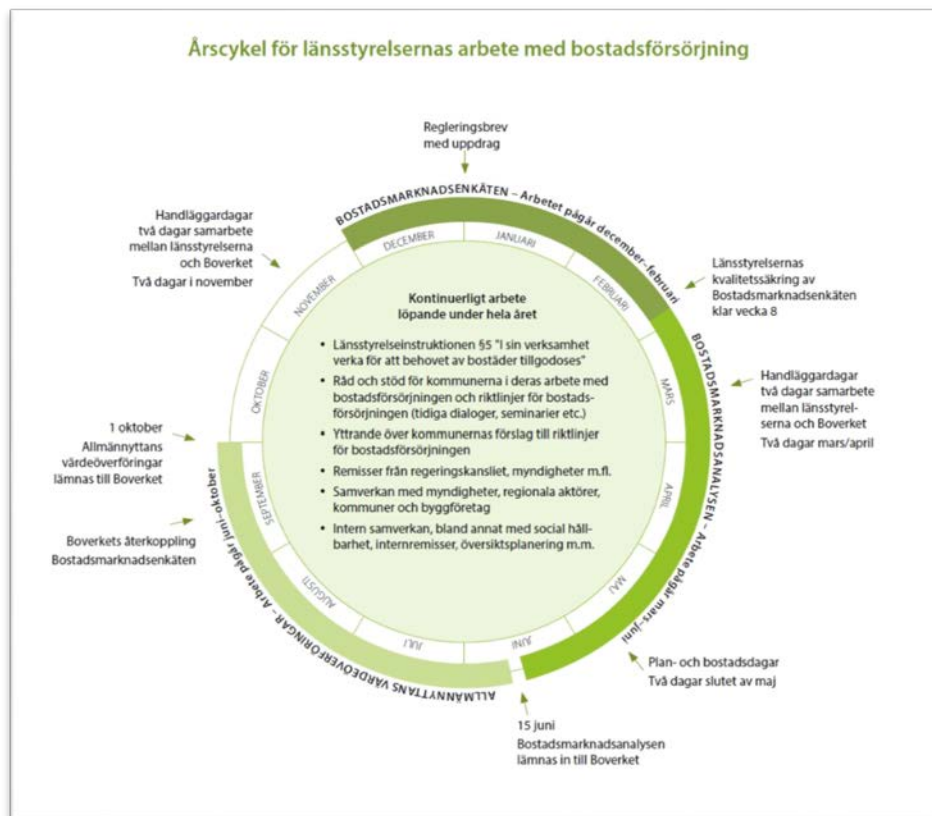 Årscykel för länsstyrelsernas arbete med bostadsförsörjning
Regleringsbrev
med uppdrag
BOSTADSMARKNADSENKÄTEN – Arbetet pågår december–februari
Handläggardagar
två dagar samarbete
mellan länsstyrelserna
och Boverket
Två dagar i november
DECEMBER
JANUARI
FEBRUARI
NOVEMBER
Länsstyrelsernas
kvalitetssäkring av
Bostadsmarknadsenkäten
klar vecka 8
BOSTADSMARKNADSANALYSEN – Arbete pågår mars–juni
MARS
OKTOBER
Handläggardagar
två dagar samarbete
mellan länsstyrel-
serna och Boverket
Två dagar mars/april
Kontinuerligt arbete
löpande under hela året
• Länsstyrelseinstruktionen §5 "I sin verksamhet
verka för att behovet av bostäder tillgodoses"
• Råd och stöd för kommunerna i deras arbete med
bostadsförsörjningen och riktlinjer för bostads-
försörjningen (tidiga dialoger, seminarier etc.)
• Yttrande över kommunernas förslag till riktlinjer
för bostadsförsörjningen
• Remisser från regeringskansliet, myndigheter m.fl.
• Samverkan med myndigheter, regionala aktörer,
kommuner och byggföretag
• Intern samverkan, bland annat med social håll-
barhet, internremisser, översiktsplanering m.m.
1 oktober
Allmännyttans
värdeöverföringar
lämnas till Boverket
SEPTEMBER
APRIL
Boverkets återkoppling
Bostadsmarknadsenkäten
AUGUSTI
MAJ
JULI
JUNI
ALLMÄNNYTTANS VÄRDEÖVERFÖRINGAR – Arbete pågår juni–oktober
Plan- och bostadsdagar
Två dagar slutet av maj
15 juni
Bostadsmarknadsanalysen
lämnas in till Boverket